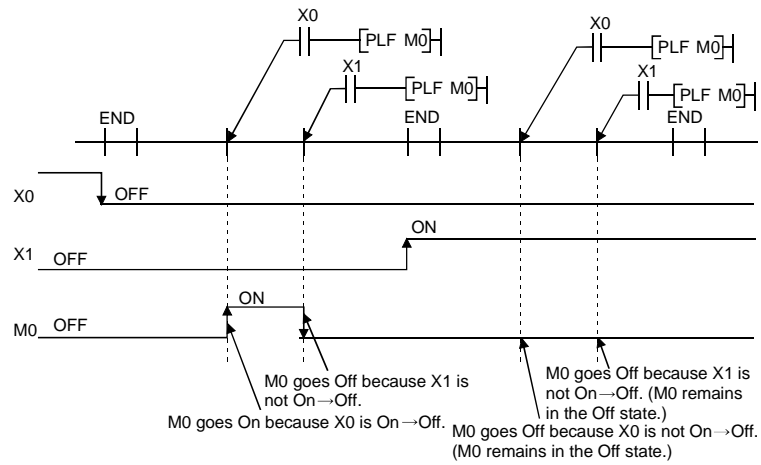 X0
PLF M0
X1
PLF M0
X0
PLF M0
X1
PLF M0
END
END
END
X0
OFF
ON
X1
OFF
ON
M0
OFF
M0 goes Off because X1 is
not On→Off.
M0 goes On because X0 is On→Off.
M0 goes Off because X1 is
not On→Off. (M0 remains
in the Off state.)
M0 goes Off because X0 is not On→Off.
(M0 remains in the Off state.)